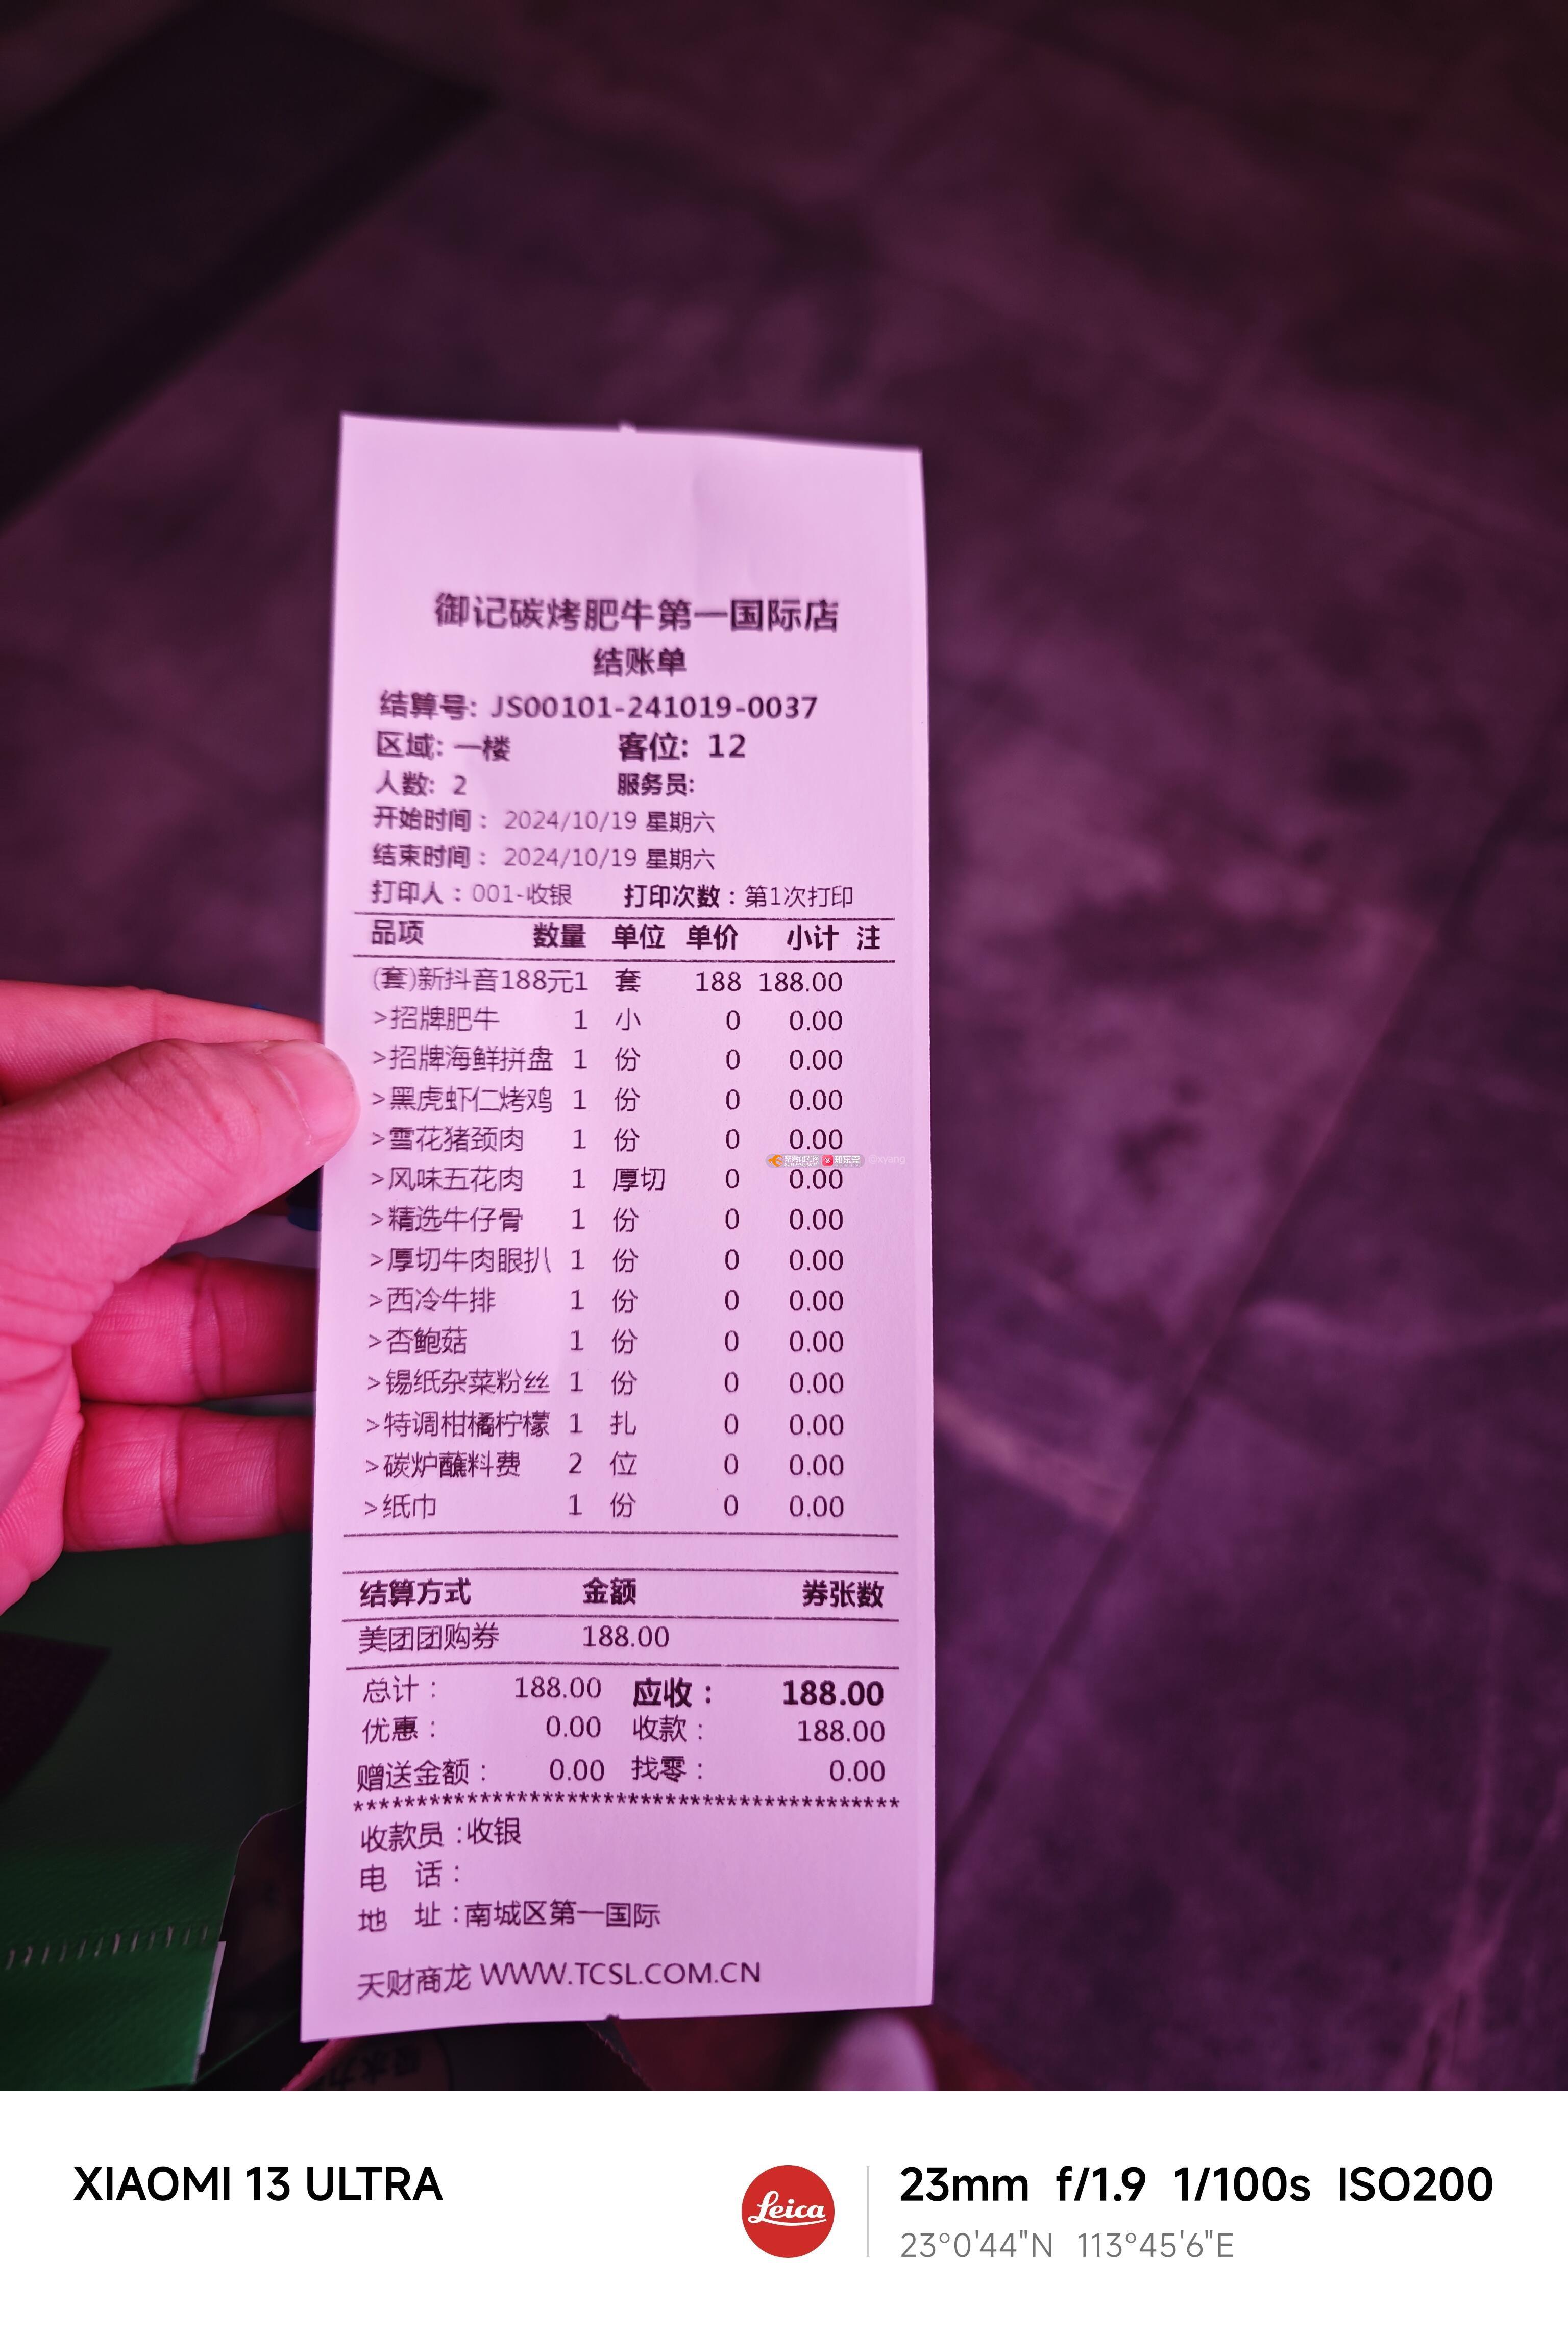 御记碳烤肥牛第一国际店
结账单
结算号: JS00101-241019-0037
区域: 一楼 客位: 12
人数: 2 服务员:
开始时间: 2024/10/19 星期六
结束时间: 2024/10/19 星期六
打印人: 001-收银 打印次数: 第1次打印
品项 数量 单位 单价 小计 注
(套)新抖音188元1 套 188 188.00
>招牌肥牛 1 小 0 0.00
>招牌海鲜拼盘 1 份 0 0.00
>黑虎虾仁烤鸡 1 份 0 0.00
>雪花猪颈肉 1 份 0 0.00
知东莞 @xyang
>风味五花肉 1 厚切 0 0.00
>精选牛仔骨 1 份 0 0.00
>厚切牛肉眼扒 1 份 0 0.00
>西冷牛排 1 份 0 0.00
>杏鲍菇 1 份 0 0.00
>锡纸杂菜粉丝 1 份 0 0.00
>特调柑橘柠檬 1 扎 0 0.00
>碳炉蘸料费 2 位 0 0.00
>纸巾 1 份 0 0.00
结算方式 金额 券张数
美团团购券 188.00
总计: 188.00 应收: 188.00
优惠: 0.00 收款: 188.00
赠送金额: 0.00 找零: 0.00
*******************************************
收款员:收银
电 话:
地 址:南城区第一国际
天财商龙 WWW.TCSL.COM.CN
XIAOMI 13 ULTRA
Leica
23mm f/1.9 1/100s ISO200
23°0'44"N 113°45'6"E